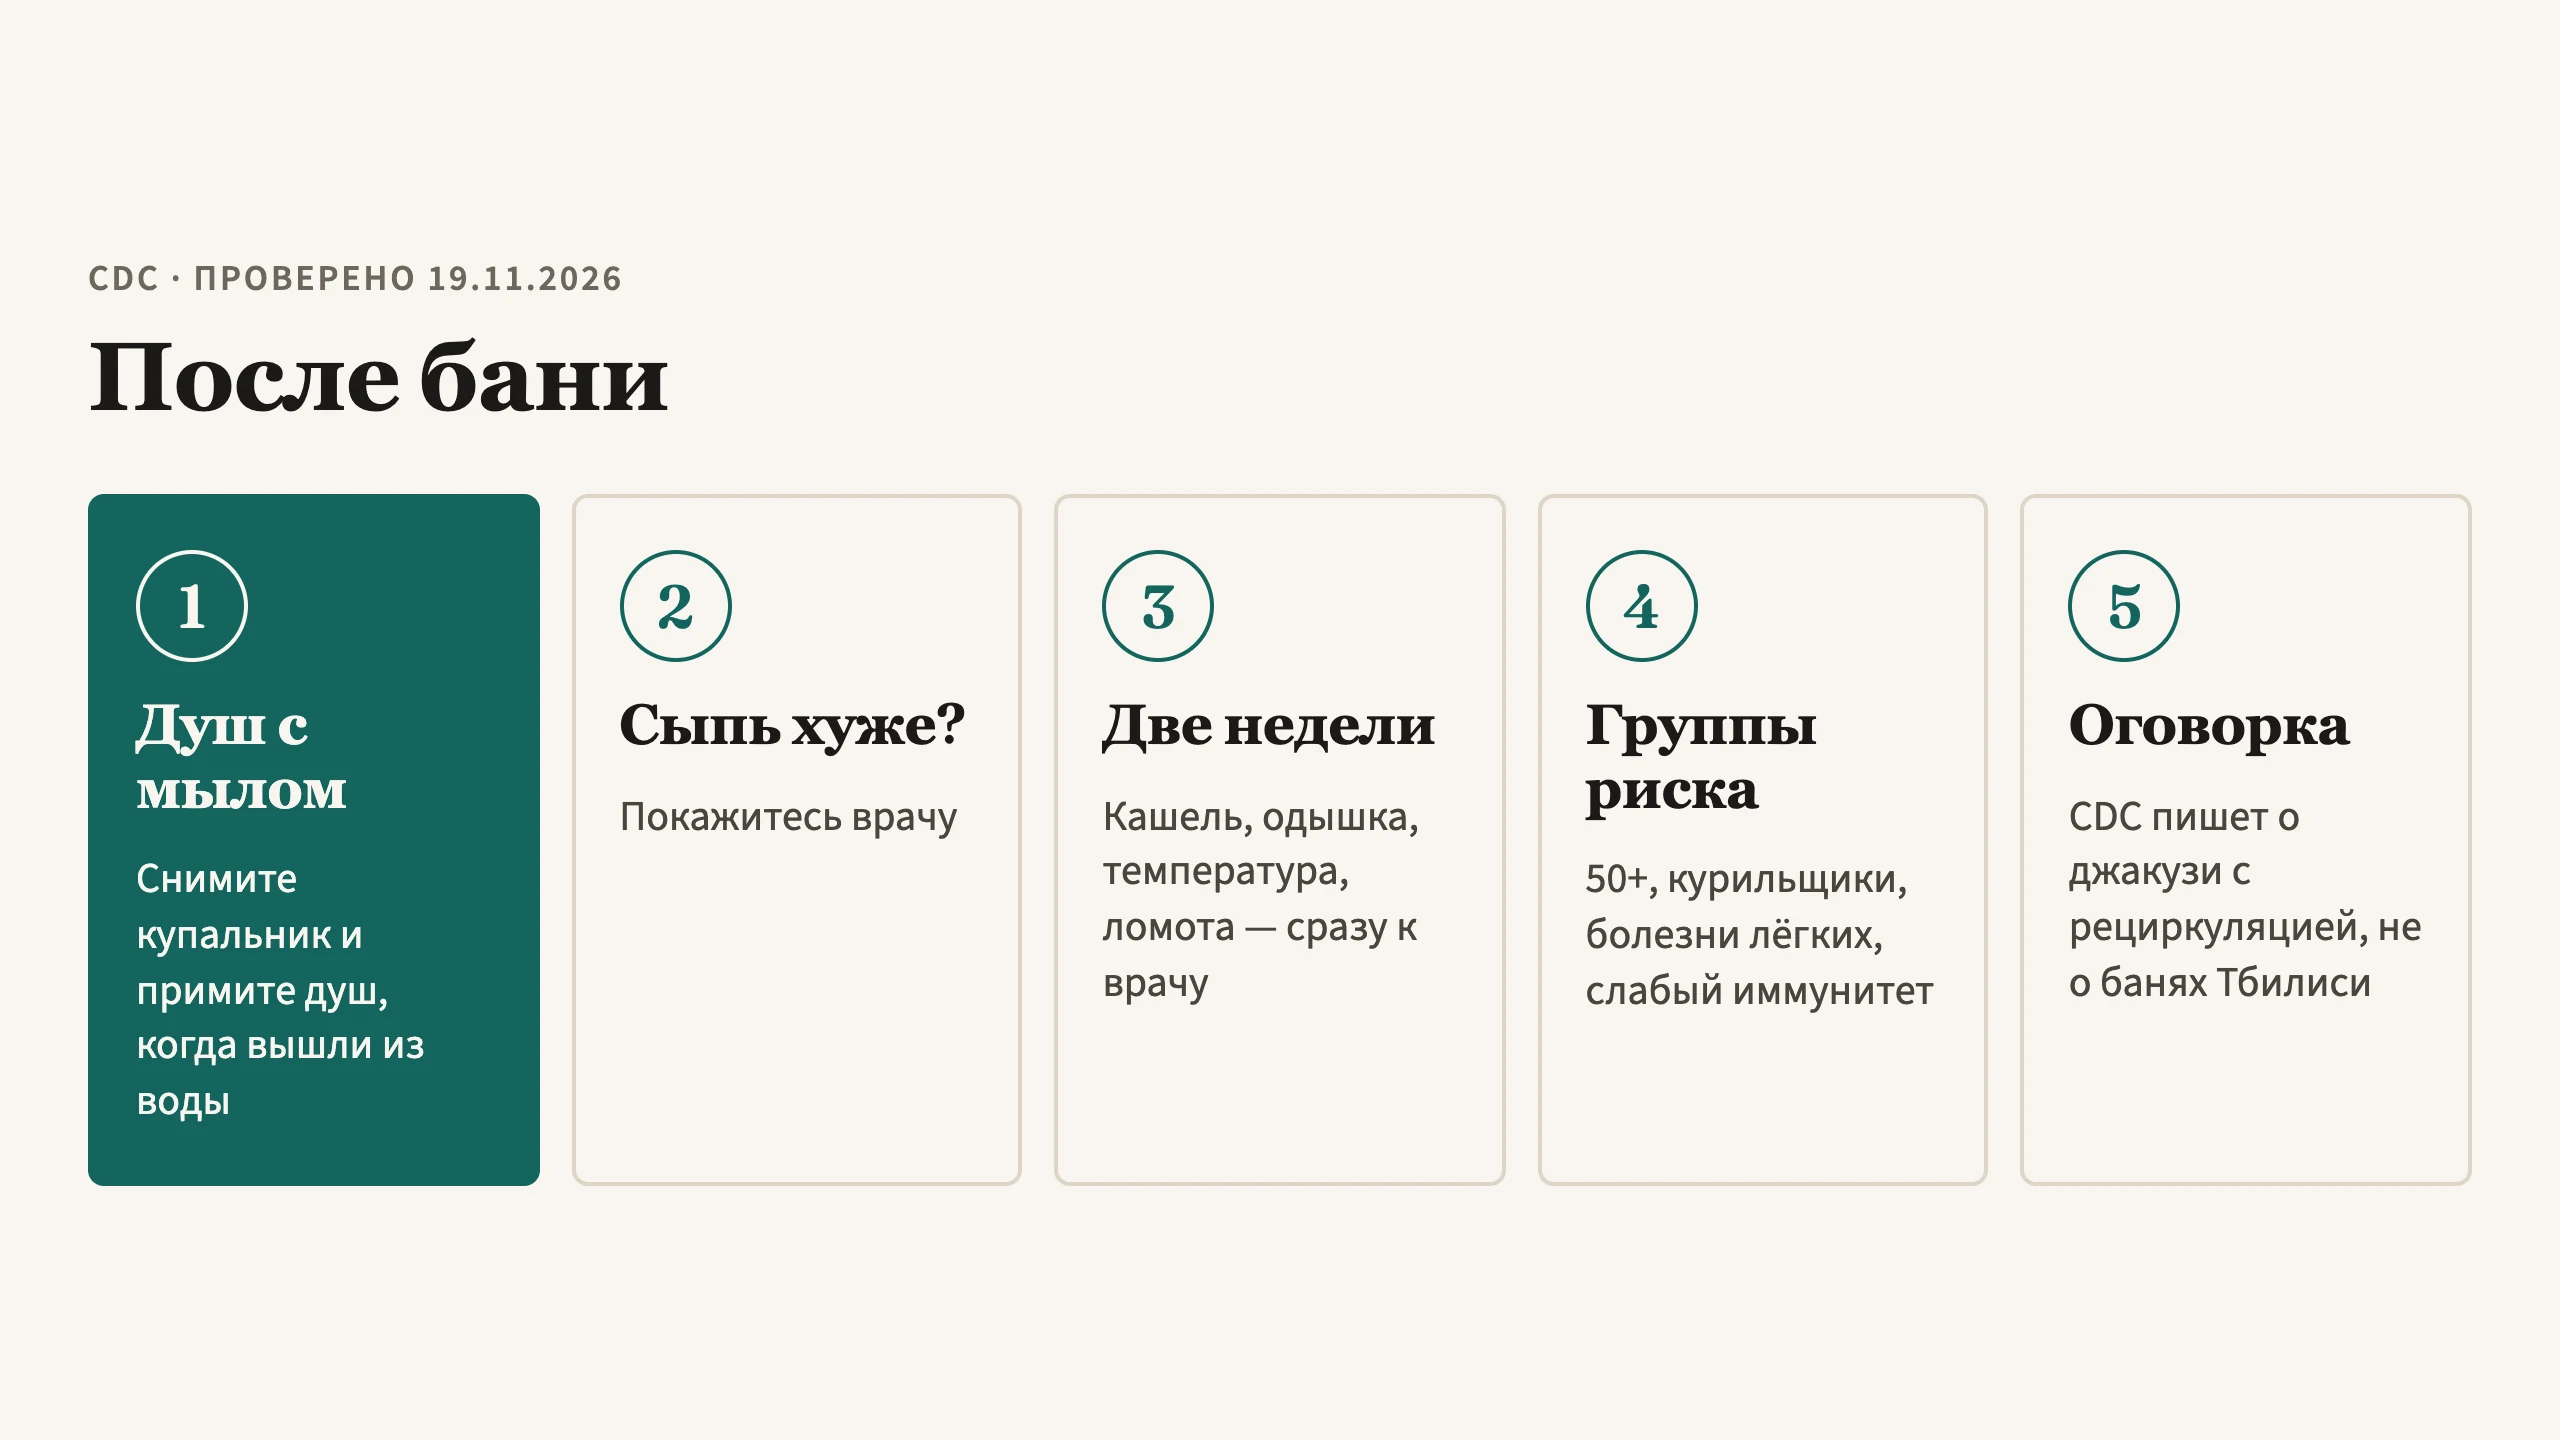 CDC · ПРОВЕРЕНО 19.11.2026
После бани
1
Душ с
мылом
Снимите
купальник и
примите душ,
когда вышли из
воды
2
Сыпь хуже?
Покажитесь врачу
3
Две недели
Кашель, одышка,
температура,
ломота — сразу к
врачу
4
Группы
риска
50+, курильщики,
болезни лёгких,
слабый иммунитет
5
Оговорка
CDC пишет о
джакузи с
рециркуляцией, не
о банях Тбилиси